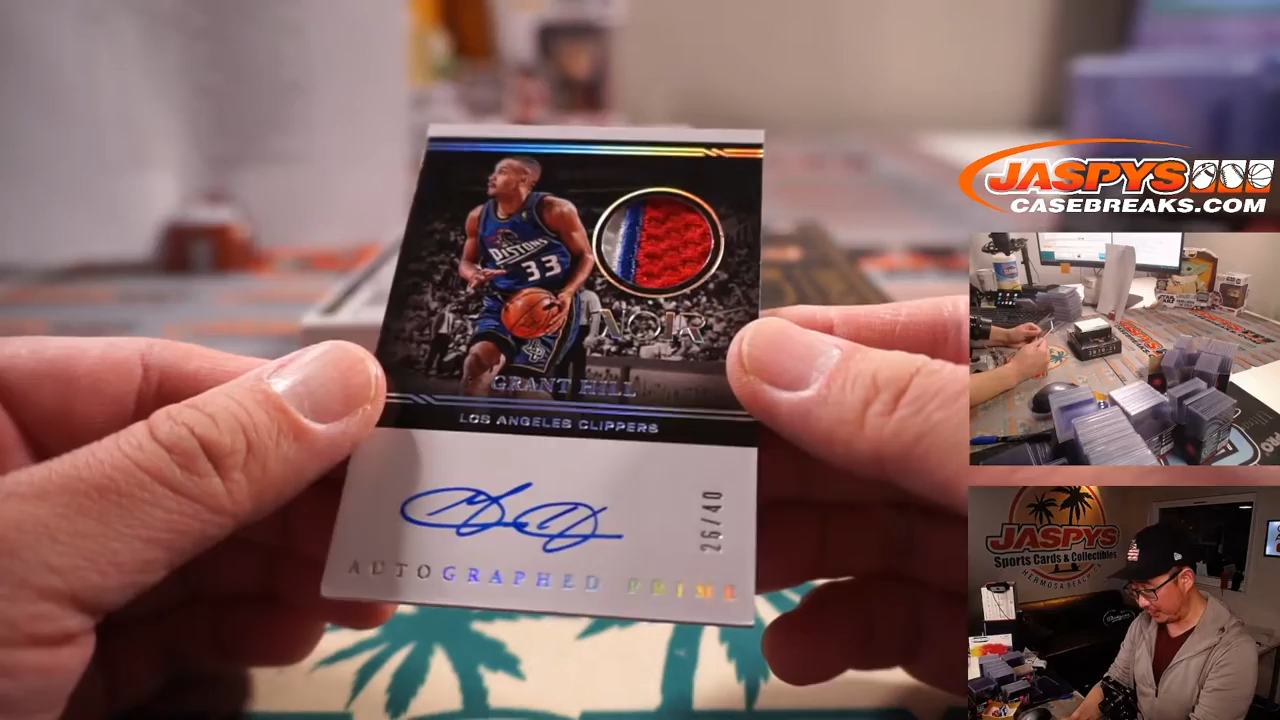 PISTONS
33
NOIR
GRANT HILL
LOS ANGELES CLIPPERS
26/40
AUTOGRAPHED PRIME
JASPYS
CASEBREAKS.COM
JASPYS
Sports Cards & Collectibles
HERMOSA BEACH, CA